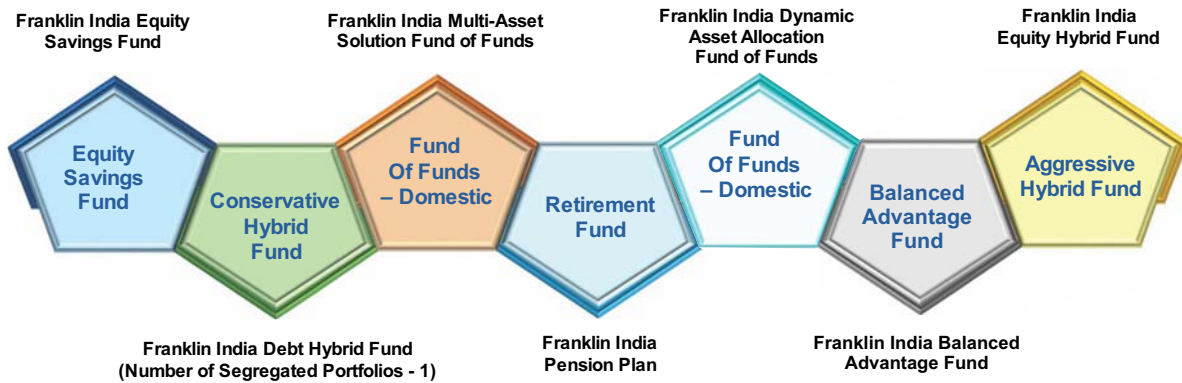 Franklin India Equity
Savings Fund
Franklin India Multi-Asset
Solution Fund of Funds
Franklin India Dynamic
Asset Allocation
Fund of Funds
Franklin India
Equity Hybrid Fund
Equity
Savings
Fund
Conservative
Hybrid
Fund
Fund
Of Funds
– Domestic
Retirement
Fund
Fund
Of Funds
– Domestic
Balanced
Advantage
Fund
Aggressive
Hybrid Fund
Franklin India Debt Hybrid Fund
(Number of Segregated Portfolios - 1)
Franklin India
Pension Plan
Franklin India Balanced
Advantage Fund